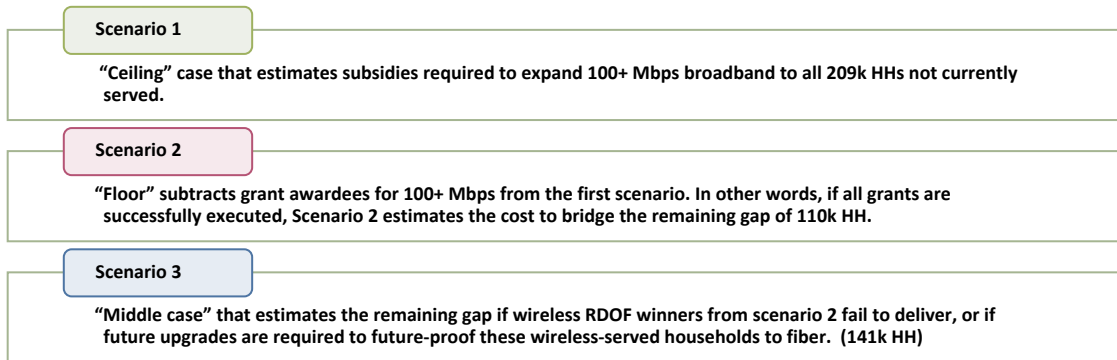 Scenario 1
“Ceiling” case that estimates subsidies required to expand 100+ Mbps broadband to all 209k HHs not currently
served.
Scenario 2
“Floor” subtracts grant awardees for 100+ Mbps from the first scenario. In other words, if all grants are
successfully executed, Scenario 2 estimates the cost to bridge the remaining gap of 110k HH.
Scenario 3
“Middle case” that estimates the remaining gap if wireless RDOF winners from scenario 2 fail to deliver, or if
future upgrades are required to future-proof these wireless-served households to fiber. (141k HH)